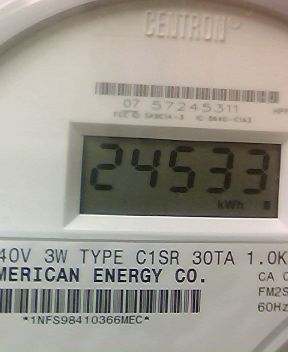 CENTRON®
07 57245311
24533
kWh
40V 3W TYPE C1SR 30TA 1.0K
MERICAN ENERGY CO.
CA
FM2S
60Hz
*1NFS98410366MEC*